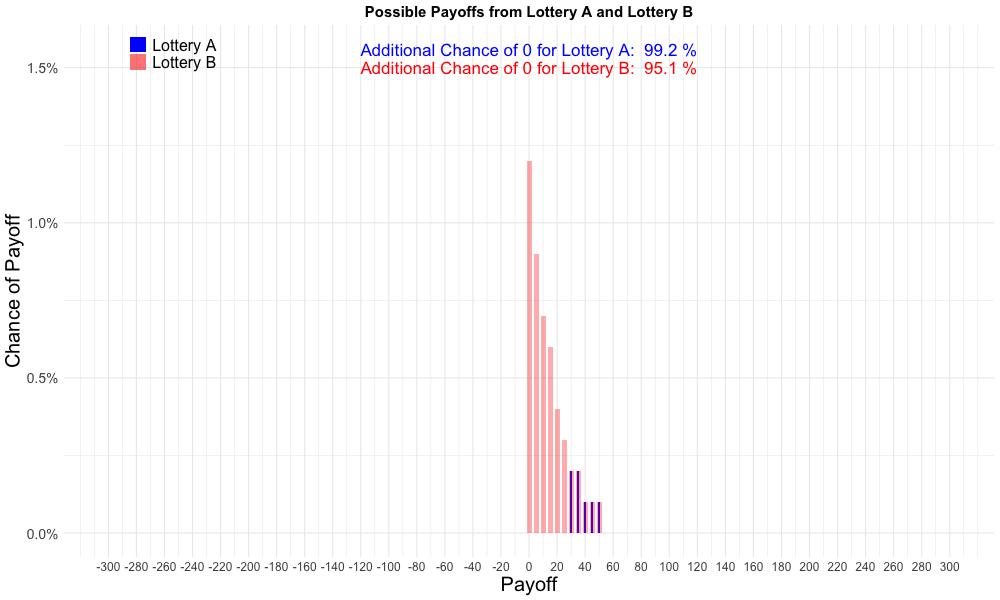 Possible Payoffs from Lottery A and Lottery B
Lottery A
Lottery B
Additional Chance of 0 for Lottery A:  99.2 %
Additional Chance of 0 for Lottery B:  95.1 %
Chance of Payoff
1.5%
1.0%
0.5%
0.0%
-300 -280 -260 -240 -220 -200 -180 -160 -140 -120 -100 -80 -60 -40 -20 0 20 40 60 80 100 120 140 160 180 200 220 240 260 280 300
Payoff